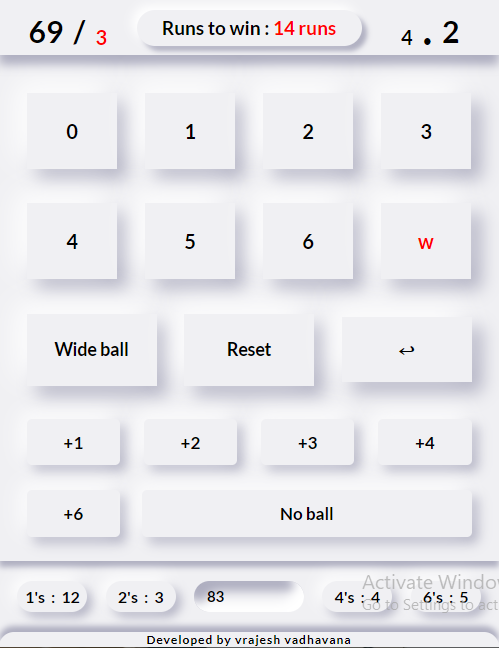 69 / 3 Runs to win : 14 runs 4 . 2
0 1 2 3
4 5 6 w
Wide ball Reset ↩
+1 +2 +3 +4
+6 No ball
Activate Windo
1's : 12 2's : 3 83 4's : 4 6's : 5
Go to Settings to act
Developed by vrajesh vadhavana